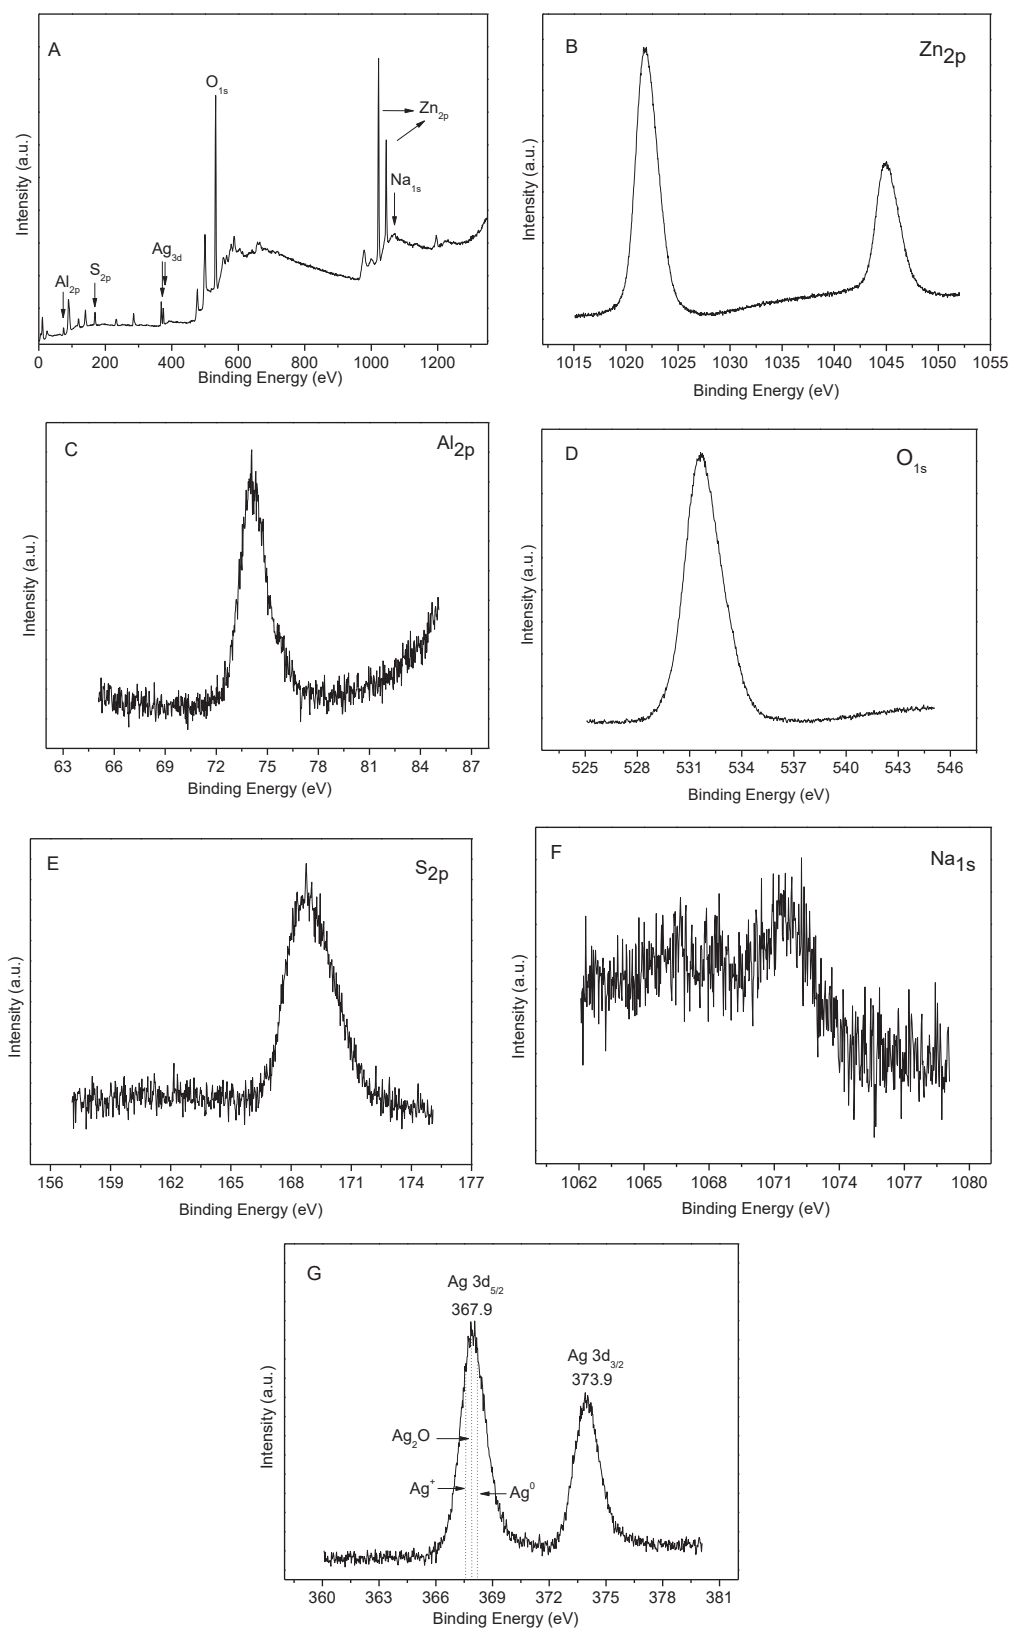 A
O1s
Zn2p
Na1s
Ag3d
S2p
Al2p
Intensity (a.u.)
0 200 400 600 800 1000 1200
Binding Energy (eV)
B
Zn2p
Intensity (a.u.)
1015 1020 1025 1030 1035 1040 1045 1050 1055
Binding Energy (eV)
C
Al2p
Intensity (a.u.)
63 66 69 72 75 78 81 84 87
Binding Energy (eV)
D
O1s
Intensity (a.u.)
525 528 531 534 537 540 543 546
Binding Energy (eV)
E
S2p
Intensity (a.u.)
156 159 162 165 168 171 174 177
Binding Energy (eV)
F
Na1s
Intensity (a.u.)
1062 1065 1068 1071 1074 1077 1080
Binding Energy (eV)
G
Ag 3d5/2
367.9
Ag 3d3/2
373.9
Ag2O
Ag+
Ag0
Intensity (a.u.)
360 363 366 369 372 375 378 381
Binding Energy (eV)